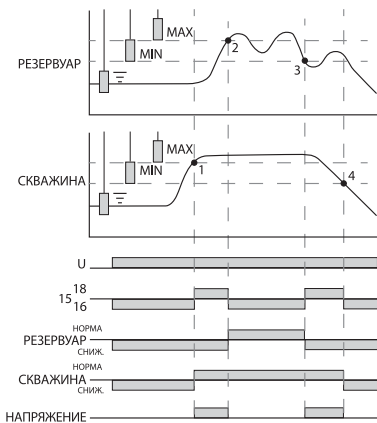 MAX
MIN
РЕЗЕРВУАР
2
3
MAX
MIN
СКВАЖИНА
1
4
U
15 18
16
РЕЗЕРВУАР
НОРМА
СНИЖ.
СКВАЖИНА
НОРМА
СНИЖ.
НАПРЯЖЕНИЕ